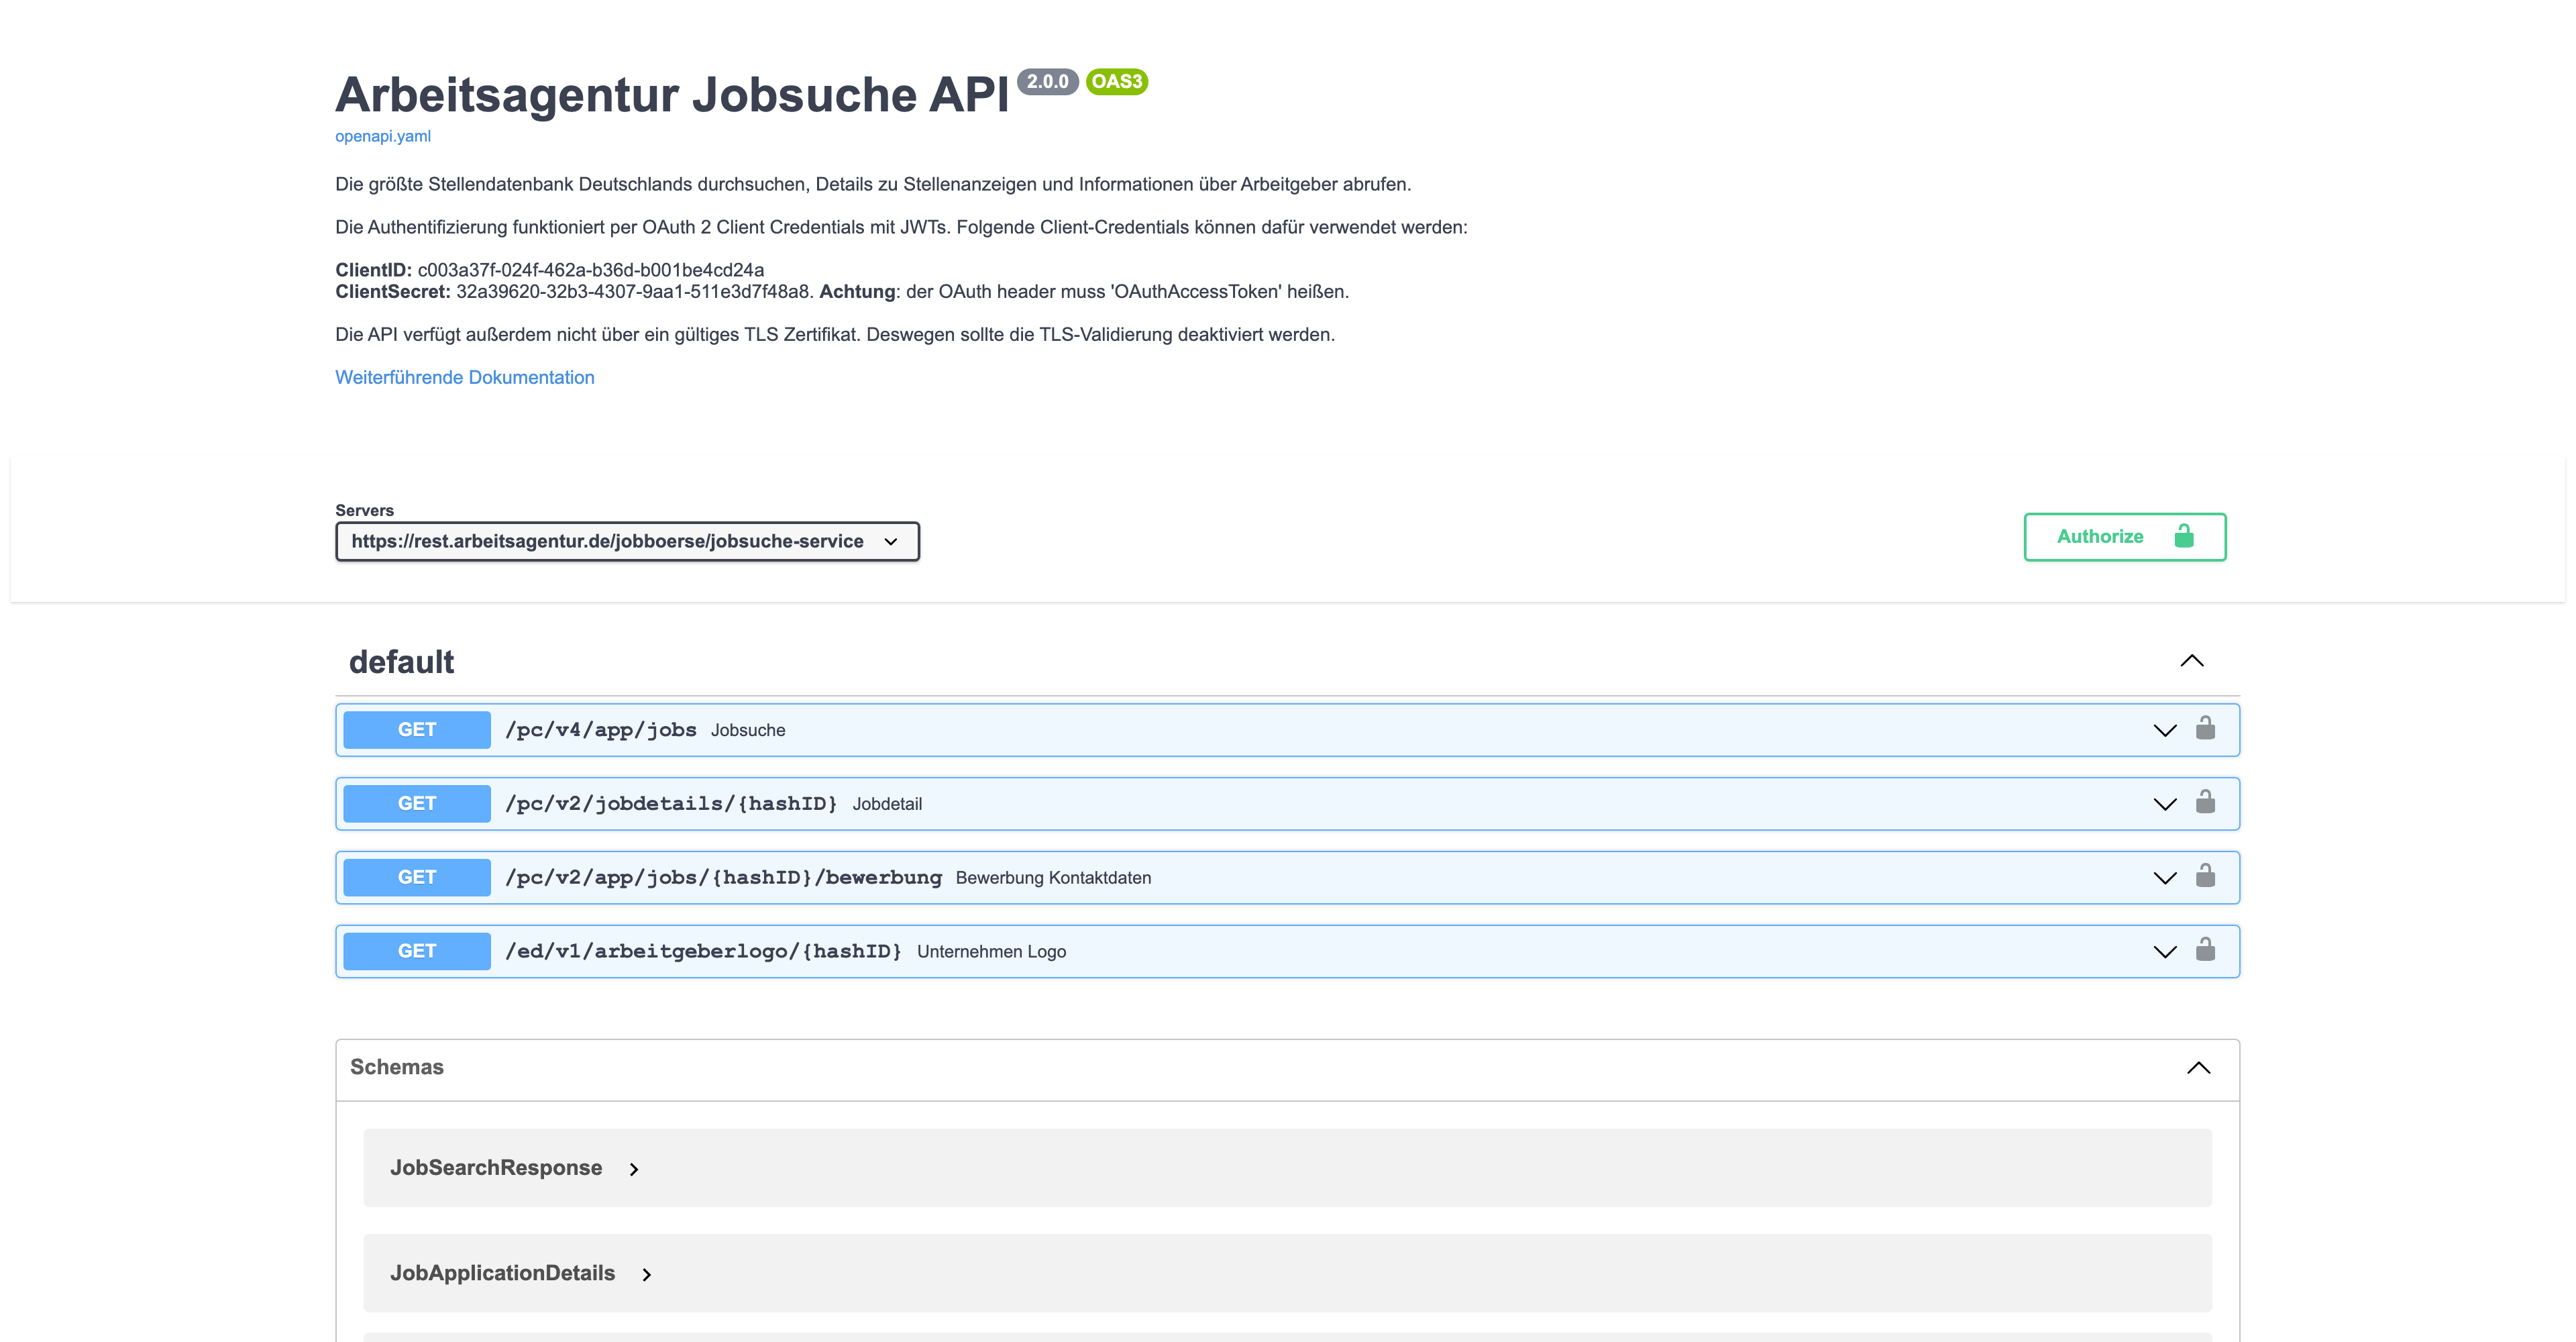 Arbeitsagentur Jobsuche API 2.0.0 OAS3
openapi.yaml
Die größte Stellendatenbank Deutschlands durchsuchen, Details zu Stellenanzeigen und Informationen über Arbeitgeber abrufen.
Die Authentifizierung funktioniert per OAuth 2 Client Credentials mit JWTs. Folgende Client-Credentials können dafür verwendet werden:
ClientID: c003a37f-024f-462a-b36d-b001be4cd24a
ClientSecret: 32a39620-32b3-4307-9aa1-511e3d7f48a8. Achtung: der OAuth header muss 'OAuthAccessToken' heißen.
Die API verfügt außerdem nicht über ein gültiges TLS Zertifikat. Deswegen sollte die TLS-Validierung deaktiviert werden.
Weiterführende Dokumentation
Servers
https://rest.arbeitsagentur.de/jobboerse/jobsuche-service
Authorize
default
GET /pc/v4/app/jobs Jobsuche
GET /pc/v2/jobdetails/{hashID} Jobdetail
GET /pc/v2/app/jobs/{hashID}/bewerbung Bewerbung Kontaktdaten
GET /ed/v1/arbeitgeberlogo/{hashID} Unternehmen Logo
Schemas
JobSearchResponse
JobApplicationDetails